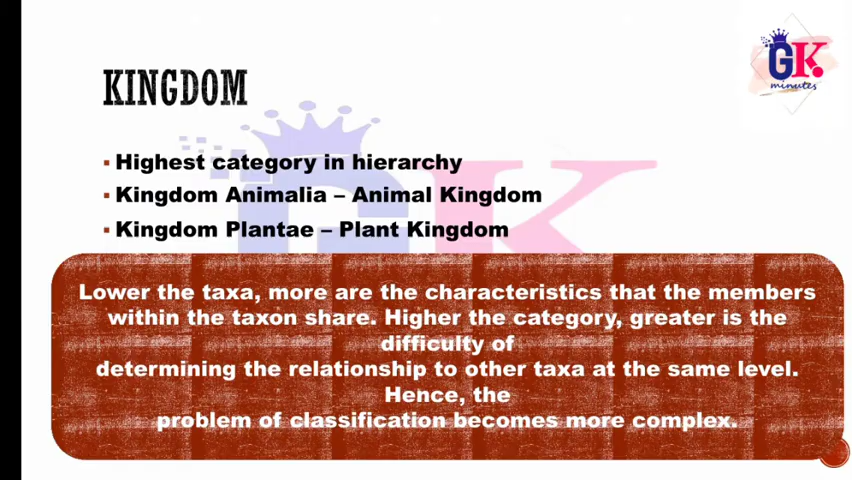 GK
minutes
KINGDOM
▪ Highest category in hierarchy
▪ Kingdom Animalia – Animal Kingdom
▪ Kingdom Plantae – Plant Kingdom
GK
Lower the taxa, more are the characteristics that the members
within the taxon share. Higher the category, greater is the
difficulty of
determining the relationship to other taxa at the same level.
Hence, the
problem of classification becomes more complex.